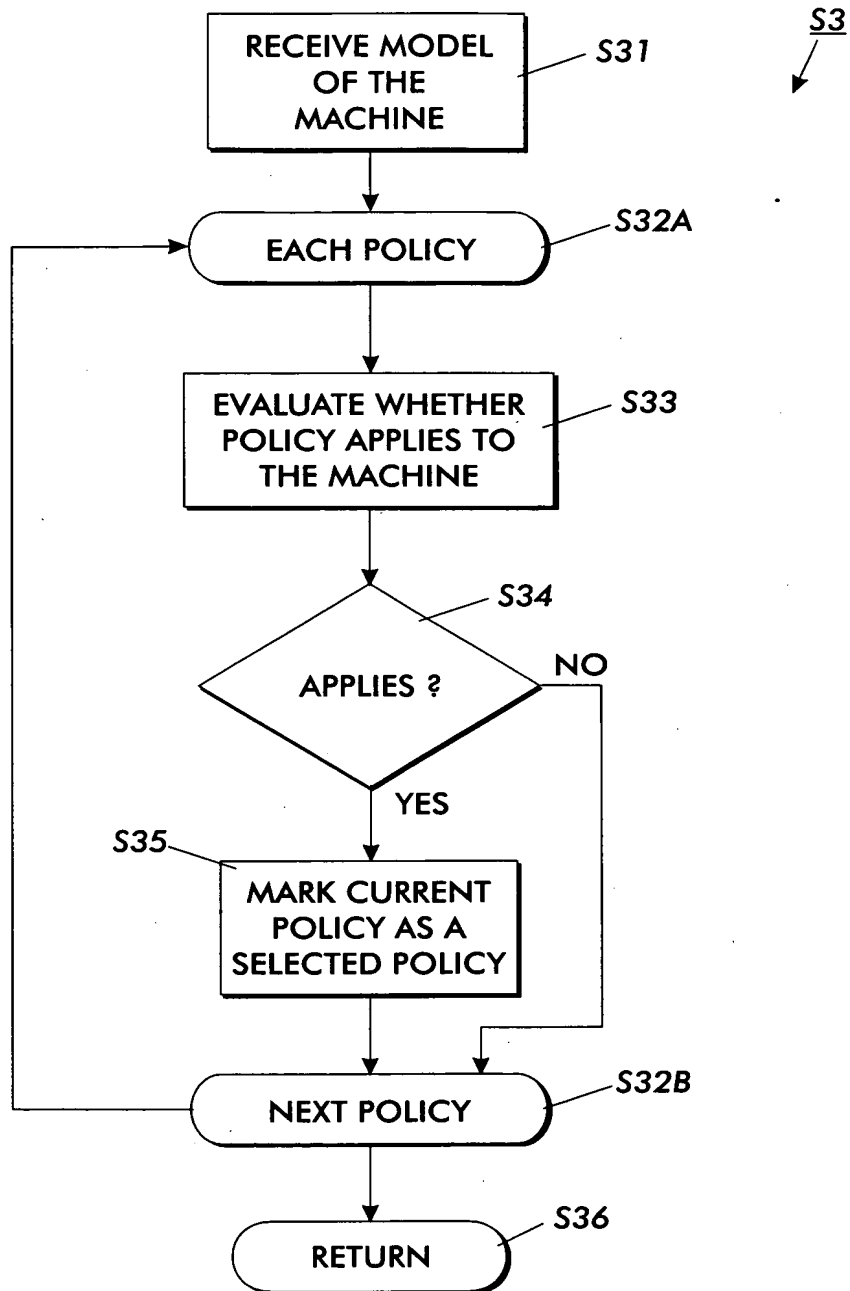 S3
RECEIVE MODEL
OF THE
MACHINE
S31
EACH POLICY
S32A
EVALUATE WHETHER
POLICY APPLIES TO
THE MACHINE
S33
S34
APPLIES ?
NO
YES
S35
MARK CURRENT
POLICY AS A
SELECTED POLICY
NEXT POLICY
S32B
RETURN
S36